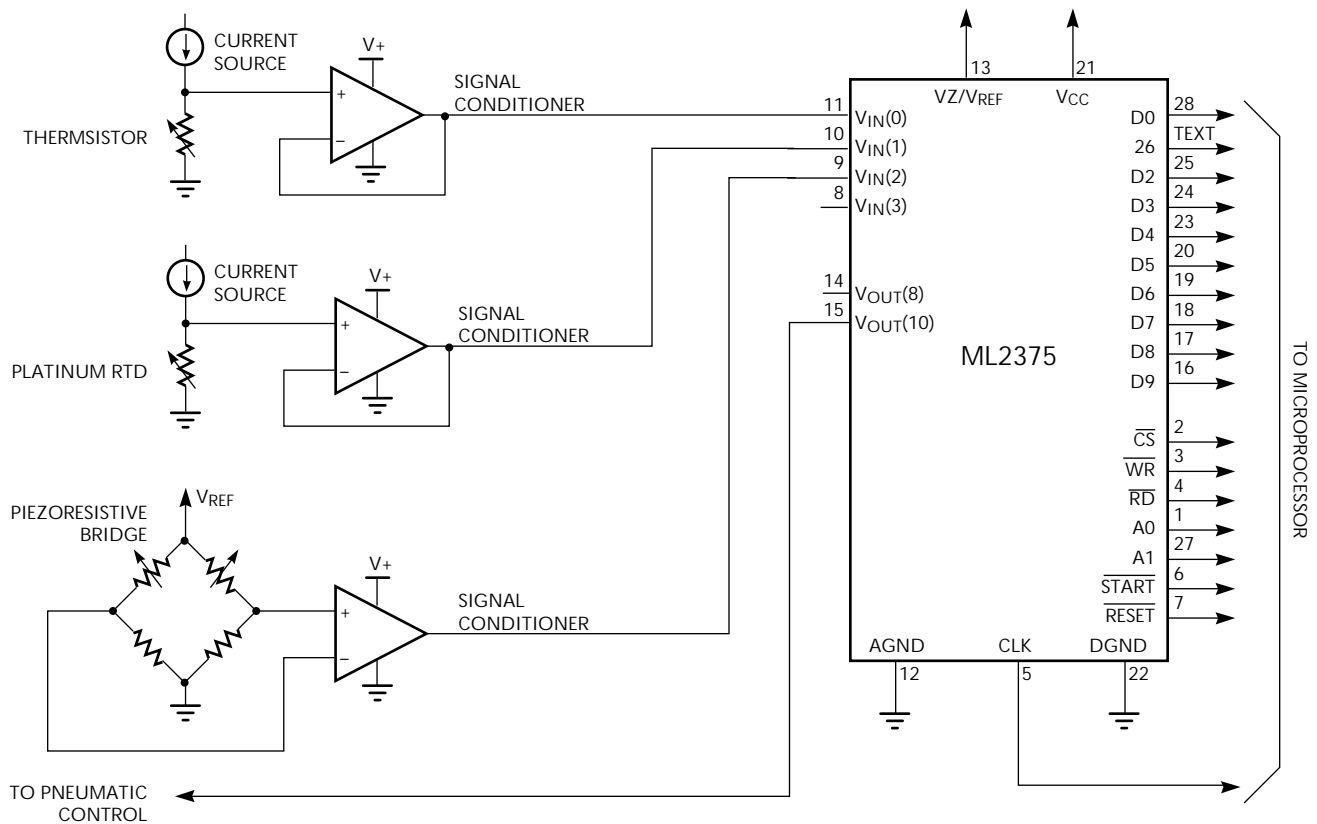 CURRENT
SOURCE
THERMSISTOR
V+
+
−
SIGNAL
CONDITIONER
CURRENT
SOURCE
PLATINUM RTD
V+
+
−
SIGNAL
CONDITIONER
PIEZORESISTIVE
BRIDGE
VREF
V+
+
−
SIGNAL
CONDITIONER
TO PNEUMATIC
CONTROL
13
VZ/VREF
21
VCC
11 VIN(0)
10 VIN(1)
9 VIN(2)
8 VIN(3)
14 VOUT(8)
15 VOUT(10)
ML2375
D0 28
26 TEXT
D2 25
D3 24
D4 23
D5 20
D6 19
D7 18
D8 17
D9 16
CS 2
WR 3
RD 4
A0 1
A1 27
START 6
RESET 7
AGND
12
CLK
5
DGND
22
TO MICROPROCESSOR